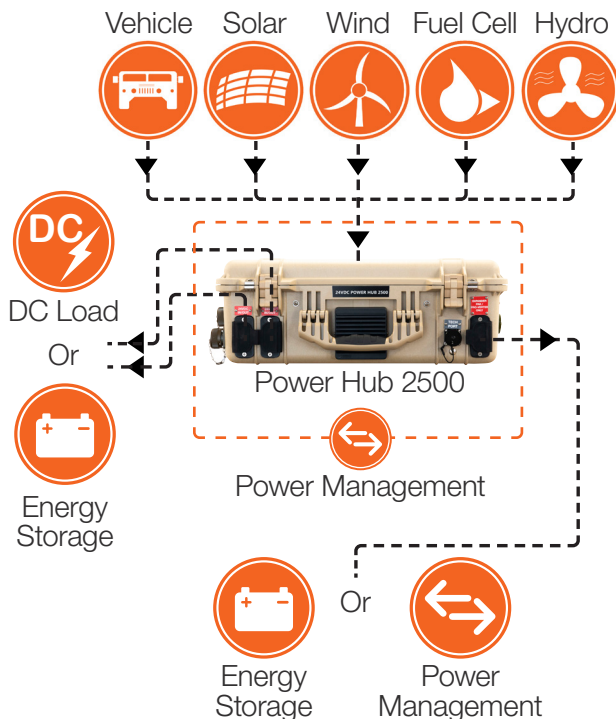 Vehicle Solar Wind Fuel Cell Hydro
DC
DC Load
Or
Energy
Storage
24VDC POWER HUB 2500
Power Hub 2500
Power Management
Or
Energy
Storage
Power
Management